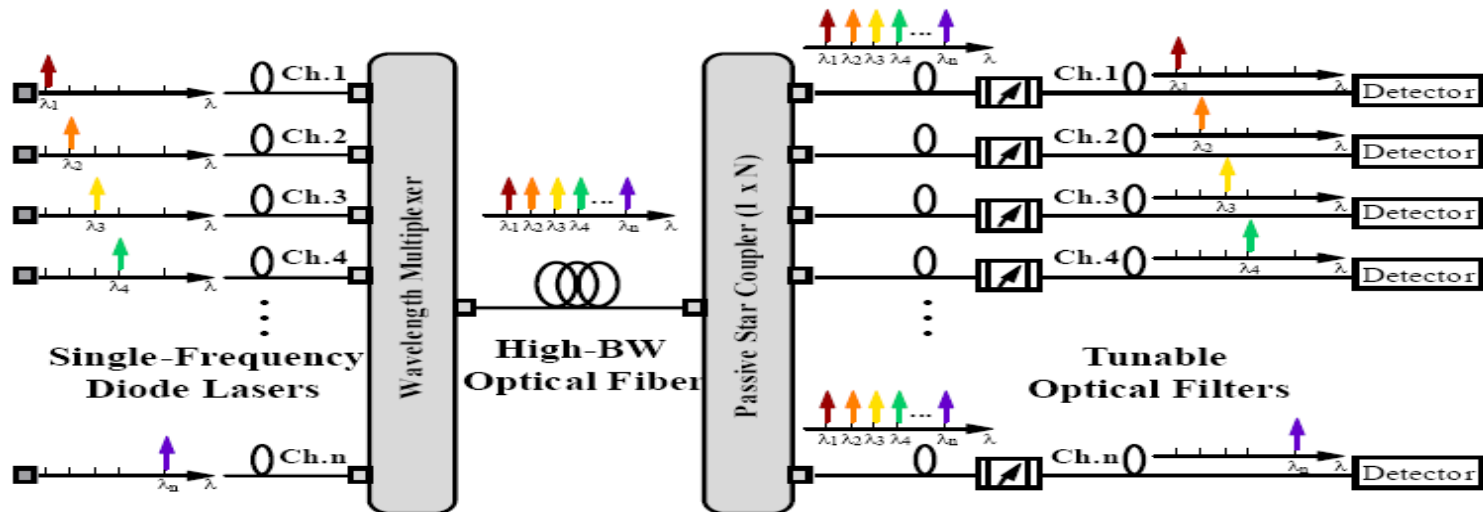 λ1 λ2 λ3 λ4 λn λ
λ1 λ Ch.1
λ2 λ Ch.2
λ3 λ Ch.3
λ4 λ Ch.4
Single-Frequency
Diode Lasers
λn λ Ch.n
Wavelength Multiplexer
λ1 λ2 λ3 λ4 λn λ
High-BW
Optical Fiber
Passive Star Coupler (1 x N)
Ch.1 λ1 λ Detector
Ch.2 λ2 λ Detector
Ch.3 λ3 λ Detector
Ch.4 λ4 λ Detector
Tunable
Optical Filters
λ1 λ2 λ3 λ4 λn λ
Ch.n λn λ Detector